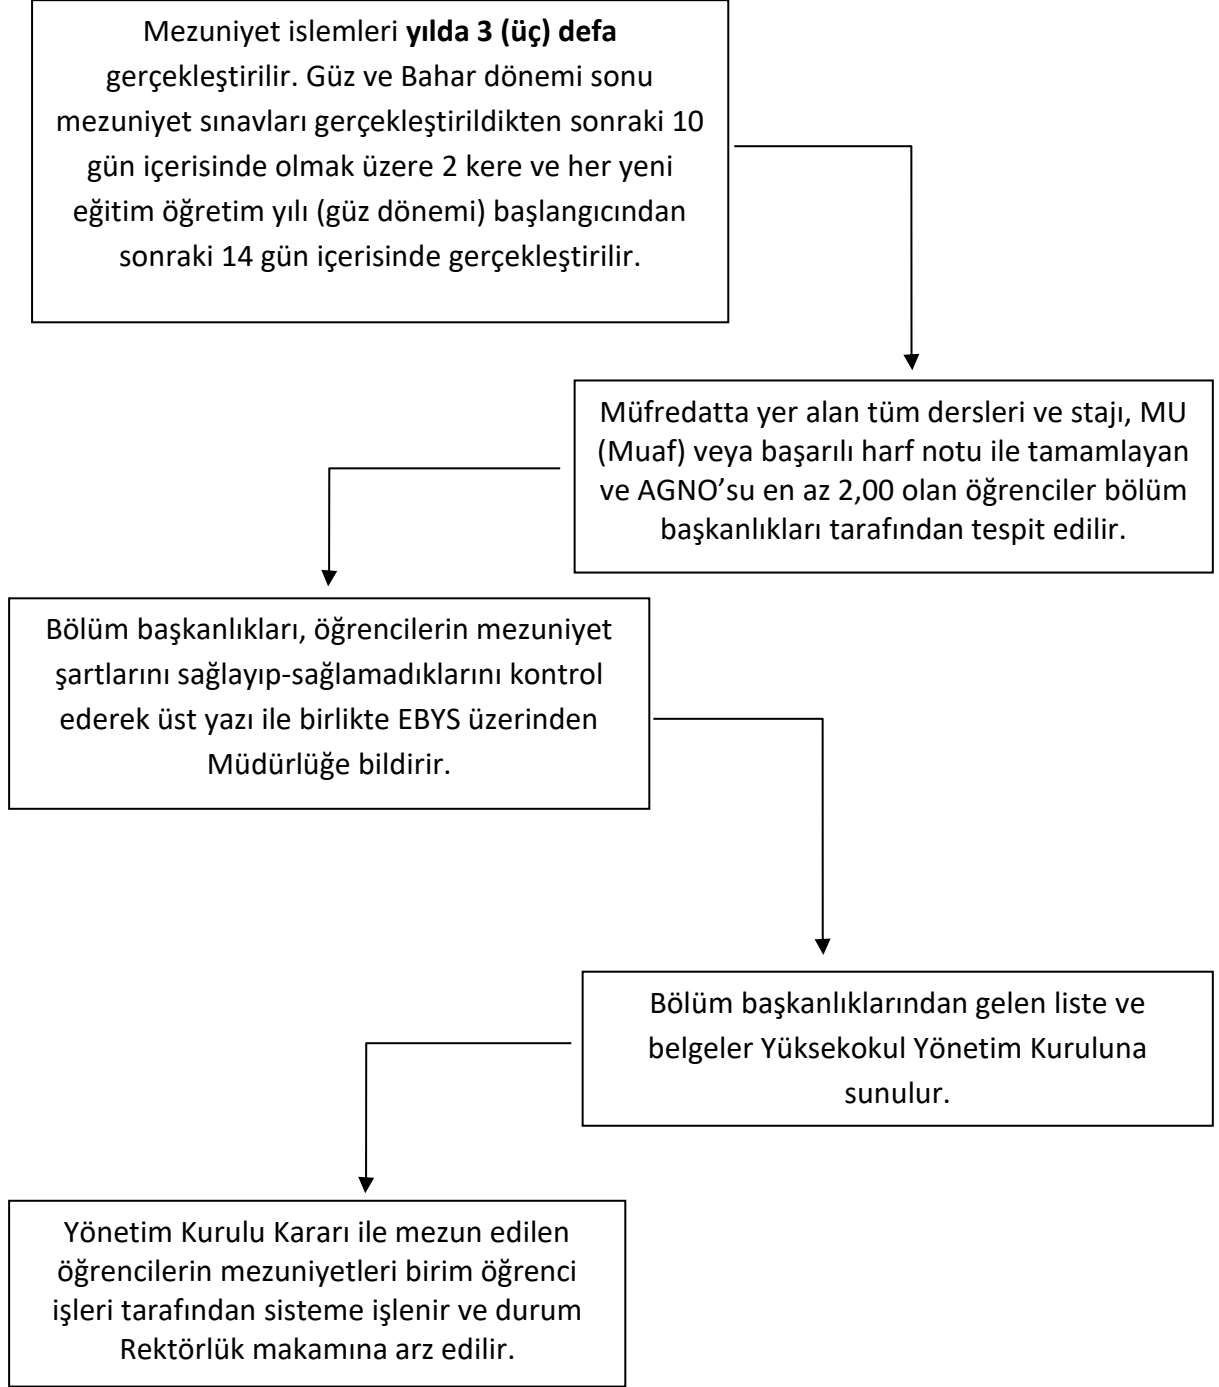 Mezuniyet islemleri yılda 3 (üç) defa
gerçekleştirilir. Güz ve Bahar dönemi sonu
mezuniyet sınavları gerçekleştirildikten sonraki 10
gün içerisinde olmak üzere 2 kere ve her yeni
eğitim öğretim yılı (güz dönemi) başlangıcından
sonraki 14 gün içerisinde gerçekleştirilir.
Müfredatta yer alan tüm dersleri ve stajı, MU
(Muaf) veya başarılı harf notu ile tamamlayan
ve AGNO’su en az 2,00 olan öğrenciler bölüm
başkanlıkları tarafından tespit edilir.
Bölüm başkanlıkları, öğrencilerin mezuniyet
şartlarını sağlayıp-sağlamadıklarını kontrol
ederek üst yazı ile birlikte EBYS üzerinden
Müdürlüğe bildirir.
Bölüm başkanlıklarından gelen liste ve
belgeler Yüksekokul Yönetim Kuruluna
sunulur.
Yönetim Kurulu Kararı ile mezun edilen
öğrencilerin mezuniyetleri birim öğrenci
işleri tarafından sisteme işlenir ve durum
Rektörlük makamına arz edilir.